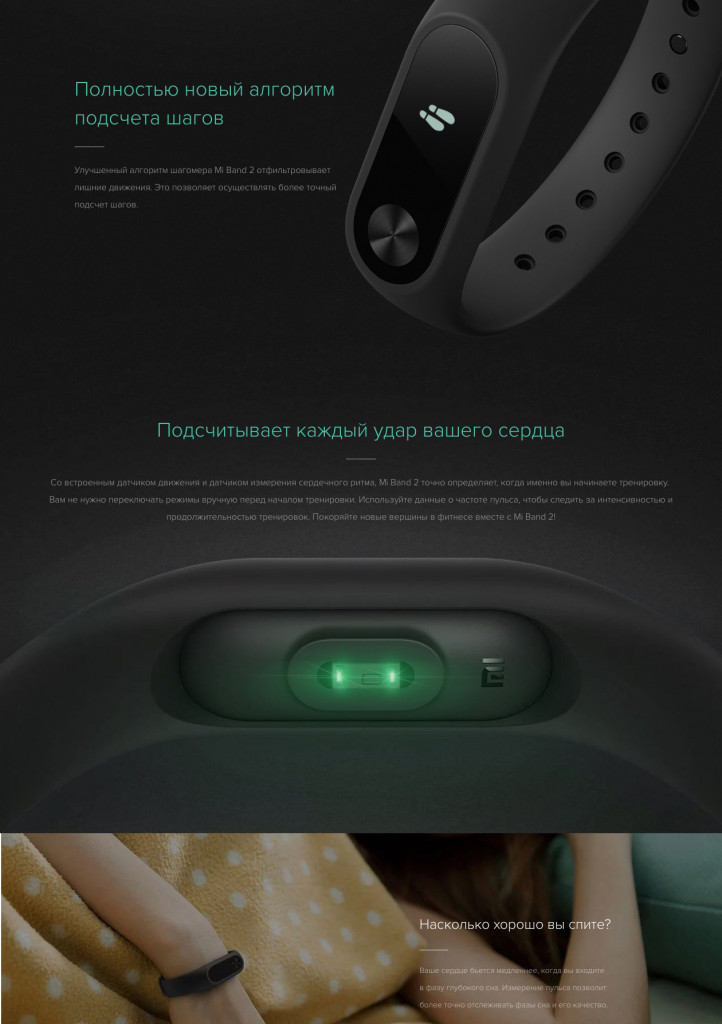 Полностью новый алгоритм
подсчета шагов
Улучшенный алгоритм шагомера Mi Band 2 отфильтровывает
лишние движения. Это позволяет осуществлять более точный
подсчет шагов.
Подсчитывает каждый удар вашего сердца
Со встроенным датчиком движения и датчиком измерения сердечного ритма, Mi Band 2 точно определяет, когда именно вы начинаете тренировку.
Вам не нужно переключать режимы вручную перед началом тренировки. Используйте данные о частоте пульса, чтобы следить за интенсивностью и
продолжительностью тренировок. Покоряйте новые вершины в фитнесе вместе с Mi Band 2!
Насколько хорошо вы спите?
Ваше сердце бьется медленнее, когда вы входите
в фазу глубокого сна. Измерение пульса позволит
более точно отслеживать фазы сна и его качество.